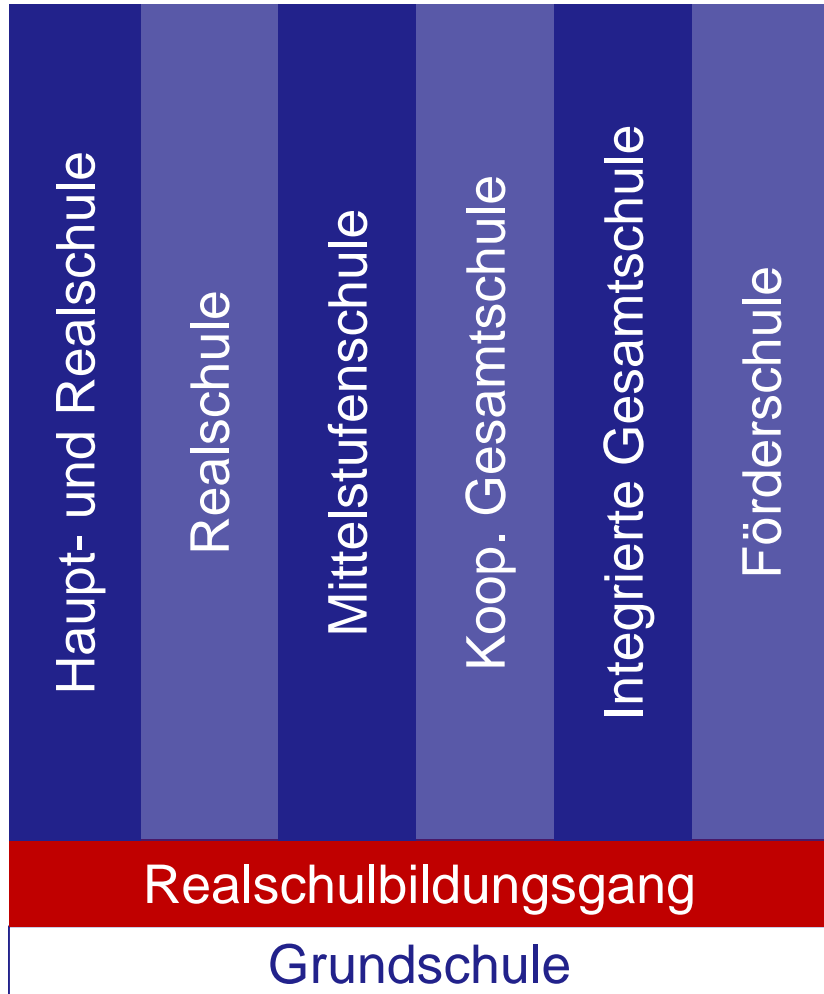 Haupt- und Realschule
Realschule
Mittelstufenschule
Koop. Gesamtschule
Integrierte Gesamtschule
Förderschule
Realschulbildungsgang
Grundschule